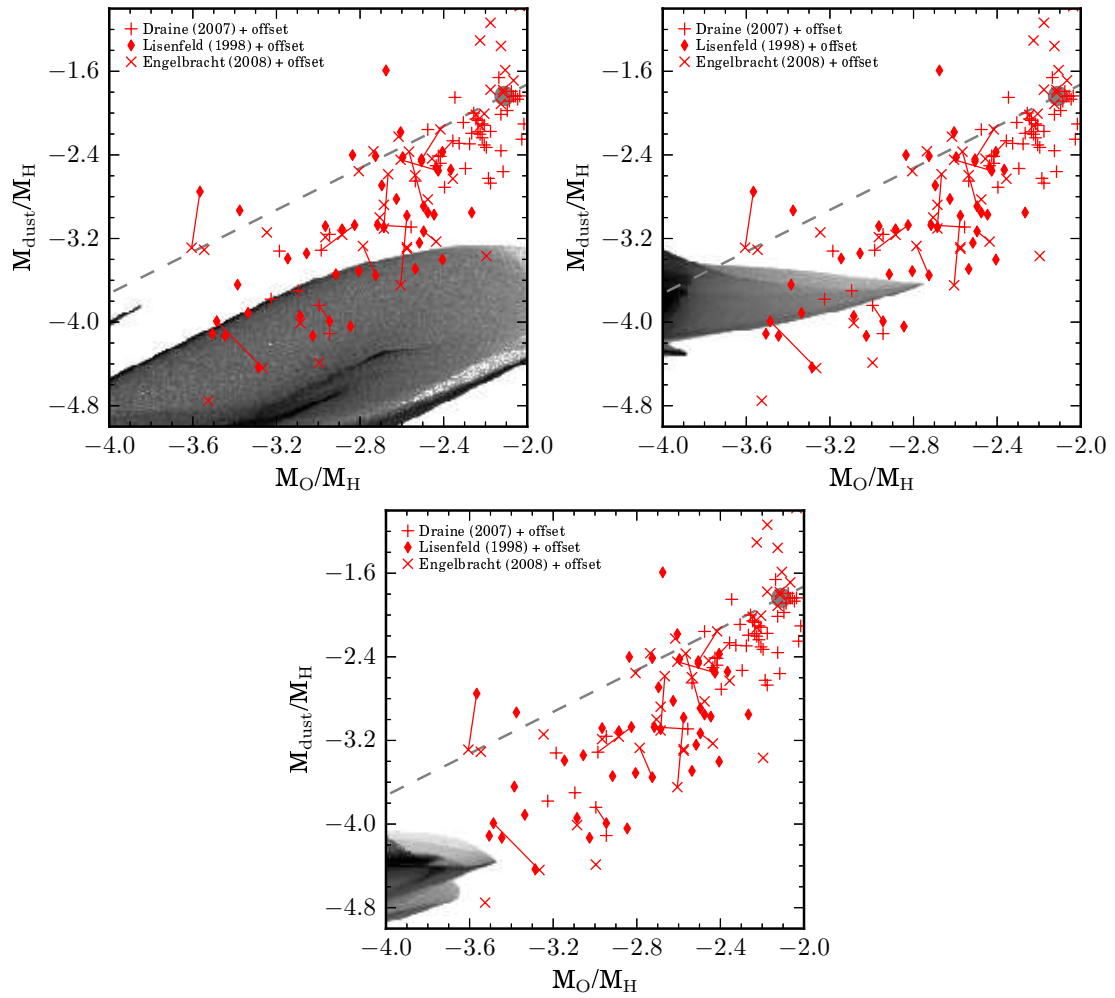 Draine (2007) + offset
Lisenfeld (1998) + offset
Engelbracht (2008) + offset
−1.6
−2.4
−3.2
−4.0
−4.8
M_dust/M_H
−4.0 −3.6 −3.2 −2.8 −2.4 −2.0
M_O/M_H
Draine (2007) + offset
Lisenfeld (1998) + offset
Engelbracht (2008) + offset
−1.6
−2.4
−3.2
−4.0
−4.8
M_dust/M_H
−4.0 −3.6 −3.2 −2.8 −2.4 −2.0
M_O/M_H
Draine (2007) + offset
Lisenfeld (1998) + offset
Engelbracht (2008) + offset
−1.6
−2.4
−3.2
−4.0
−4.8
M_dust/M_H
−4.0 −3.6 −3.2 −2.8 −2.4 −2.0
M_O/M_H